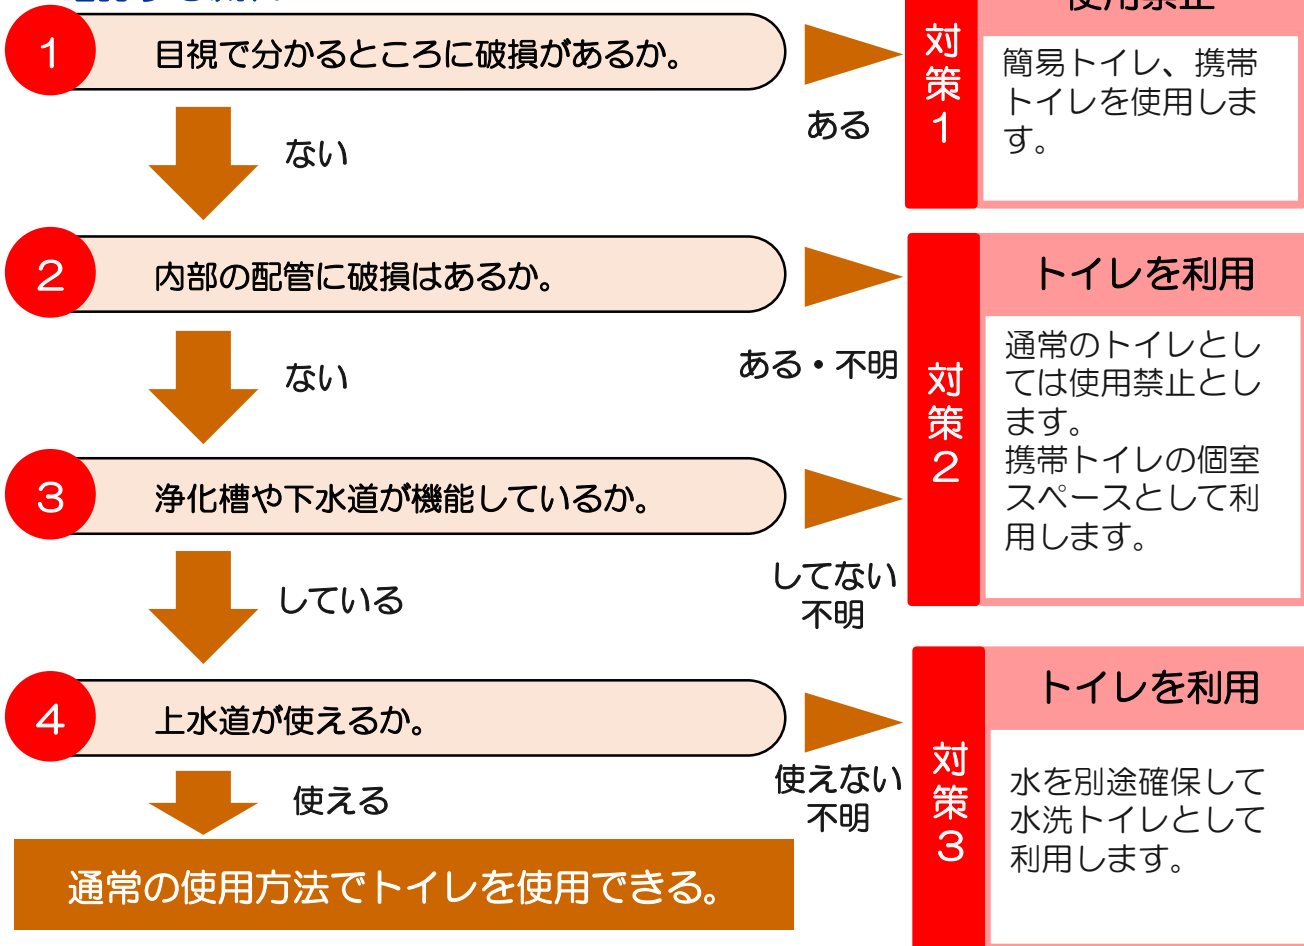 使用禁止
1
目視で分かるところに破損があるか。
ある
対策1
簡易トイレ、携帯
トイレを使用しま
す。
ない
2
内部の配管に破損はあるか。
ある・不明
ない
対策2
トイレを利用
通常のトイレとし
ては使用禁止とし
ます。
携帯トイレの個室
スペースとして利
用します。
3
浄化槽や下水道が機能しているか。
してない
不明
している
4
上水道が使えるか。
使えない
不明
使える
対策3
トイレを利用
水を別途確保して
水洗トイレとして
利用します。
通常の使用方法でトイレを使用できる。